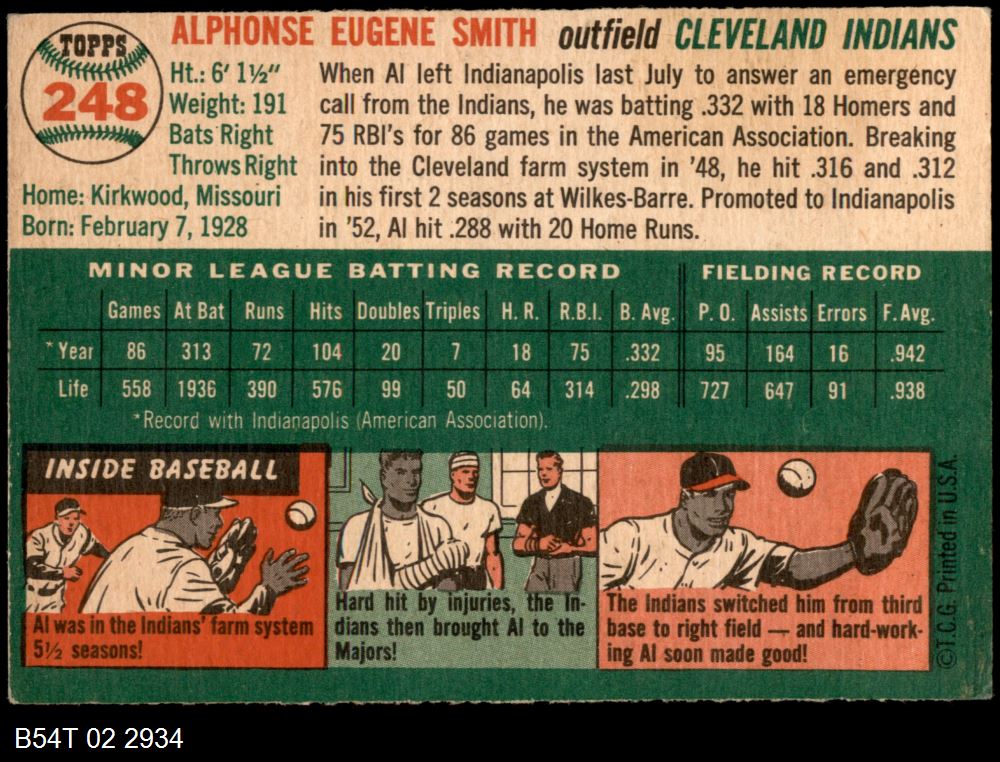 TOPPS
248
ALPHONSE EUGENE SMITH outfield CLEVELAND INDIANS
Ht.: 6' 1½"
Weight: 191
Bats Right
Throws Right
Home: Kirkwood, Missouri
Born: February 7, 1928
When Al left Indianapolis last July to answer an emergency
call from the Indians, he was batting .332 with 18 Homers and
75 RBI's for 86 games in the American Association. Breaking
into the Cleveland farm system in '48, he hit .316 and .312
in his first 2 seasons at Wilkes-Barre. Promoted to Indianapolis
in '52, Al hit .288 with 20 Home Runs.
MINOR LEAGUE BATTING RECORD FIELDING RECORD
Games At Bat Runs Hits Doubles Triples H. R. R.B.I. B. Avg. P. O. Assists Errors F. Avg.
* Year 86 313 72 104 20 7 18 75 .332 95 164 16 .942
Life 558 1936 390 576 99 50 64 314 .298 727 647 91 .938
*Record with Indianapolis (American Association).
INSIDE BASEBALL
Al was in the Indians' farm system
5½ seasons!
Hard hit by injuries, the In-
dians then brought Al to the
Majors!
The Indians switched him from third
base to right field — and hard-work-
ing Al soon made good!
©T.C.G. Printed in U.S.A.
B54T 02 2934